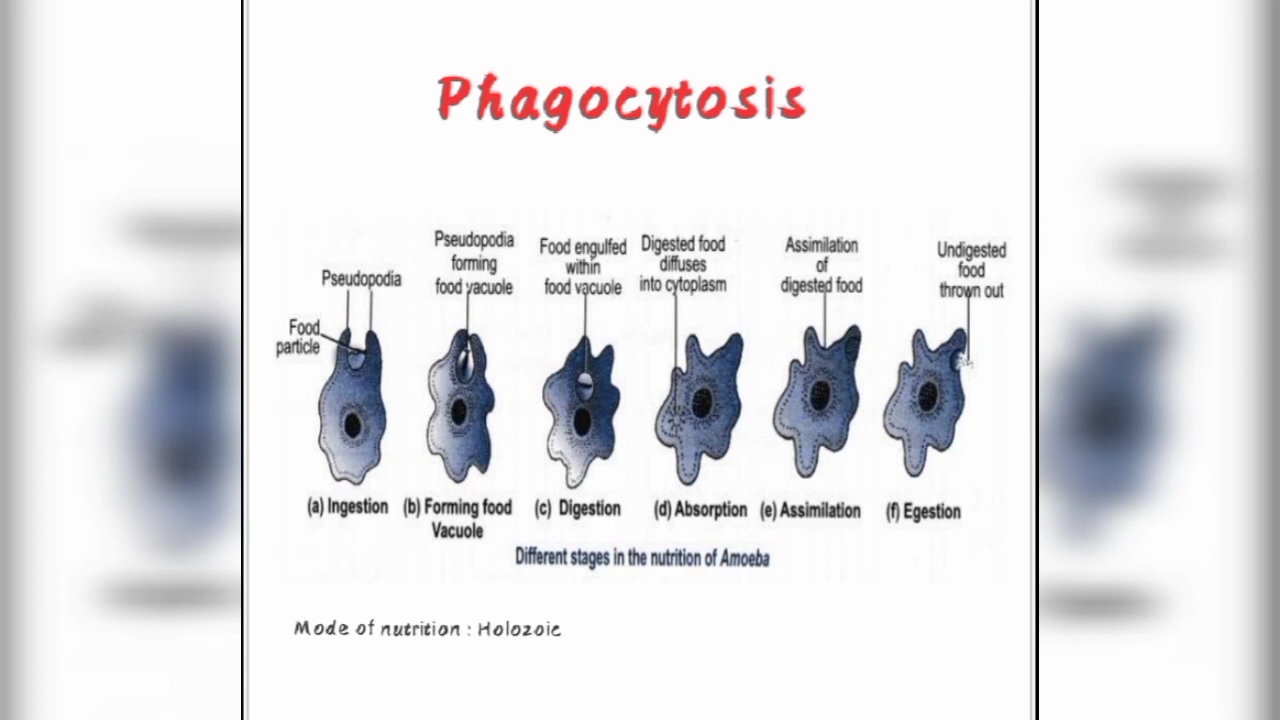 Phagocytosis
Pseudopodia
Food
particle
Pseudopodia
forming
food vacuole
Food engulfed
within
food vacuole
Digested food
diffuses
into cytoplasm
Assimilation
of
digested food
Undigested
food
thrown out
(a) Ingestion
(b) Forming food
Vacuole
(c) Digestion
(d) Absorption
(e) Assimilation
(f) Egestion
Different stages in the nutrition of Amoeba
Mode of nutrition : Holozoic